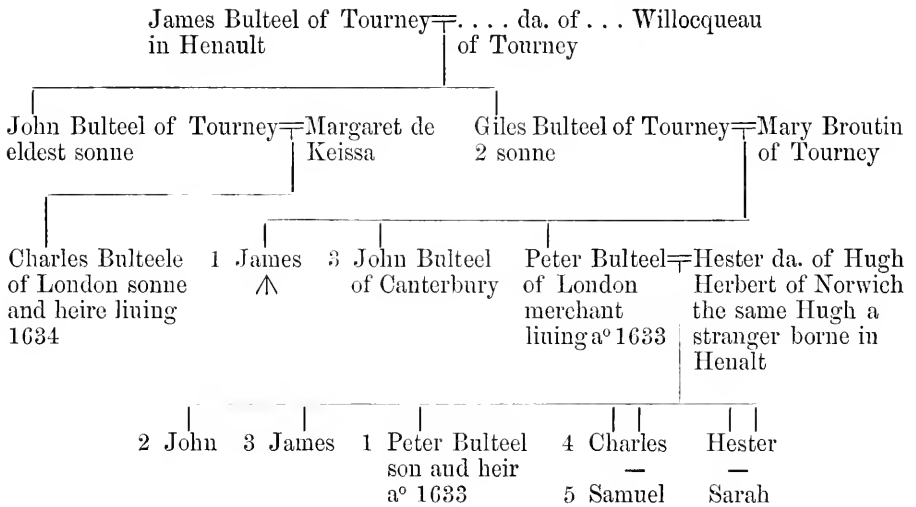 James Bulteel of Tourney=. . . . da. of . . . Willocqueau
in Henault of Tourney
John Bulteel of Tourney=Margaret de Giles Bulteel of Tourney=Mary Broutin
eldest sonne Keissa 2 sonne of Tourney
Charles Bulteele 1 James 3 John Bulteel Peter Bulteel=Hester da. of Hugh
of London sonne of Canterbury of London Herbert of Norwich
and heire liuing merchant the same Hugh a
1634 liuing aº 1633 stranger borne in
Henalt
2 John 3 James 1 Peter Bulteel 4 Charles Hester
son and heir — —
aº 1633 5 Samuel Sarah